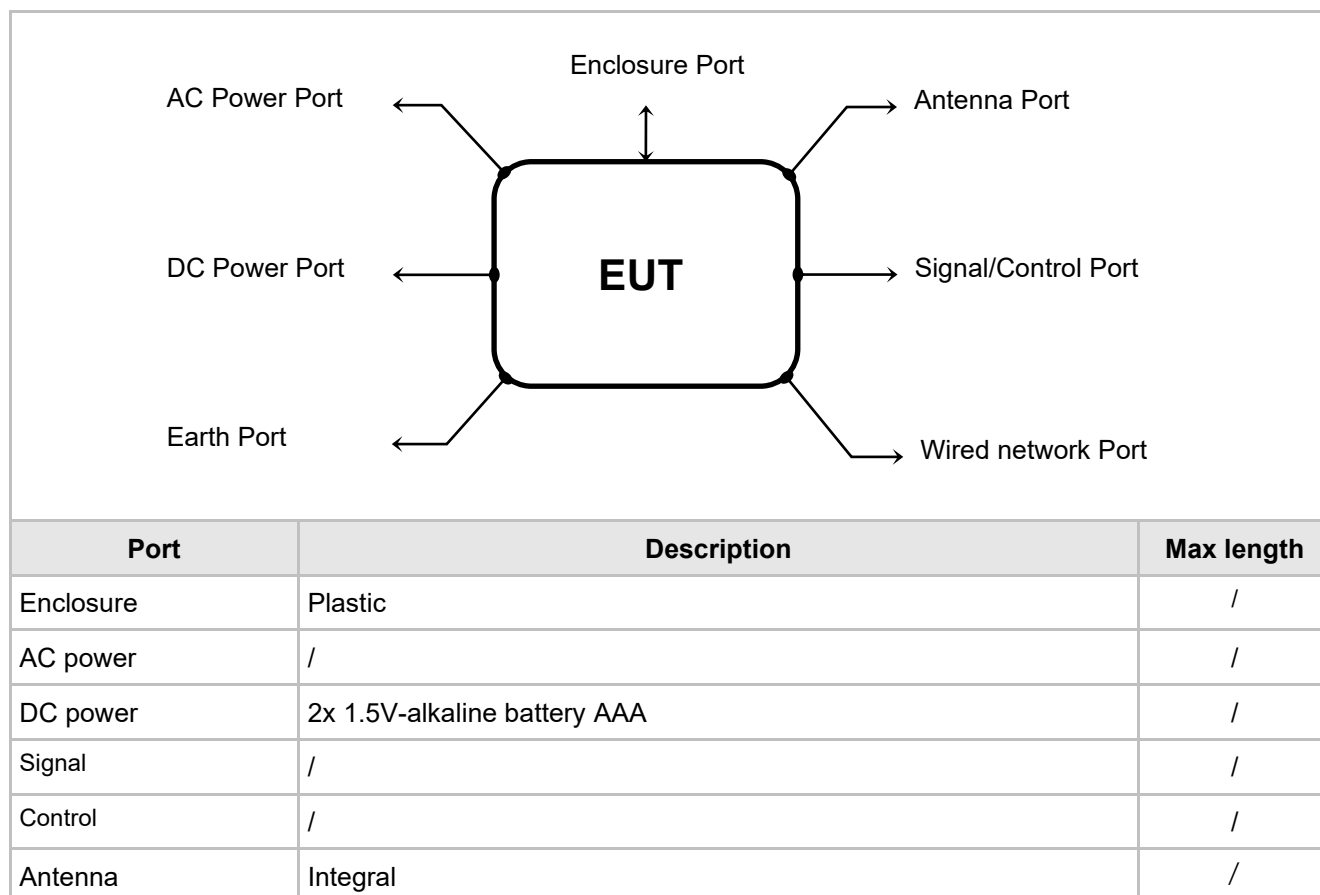 Enclosure Port
AC Power Port
Antenna Port
DC Power Port
EUT
Signal/Control Port
Earth Port
Wired network Port
Port Description Max length
Enclosure Plastic /
AC power / /
DC power 2x 1.5V-alkaline battery AAA /
Signal / /
Control / /
Antenna Integral /